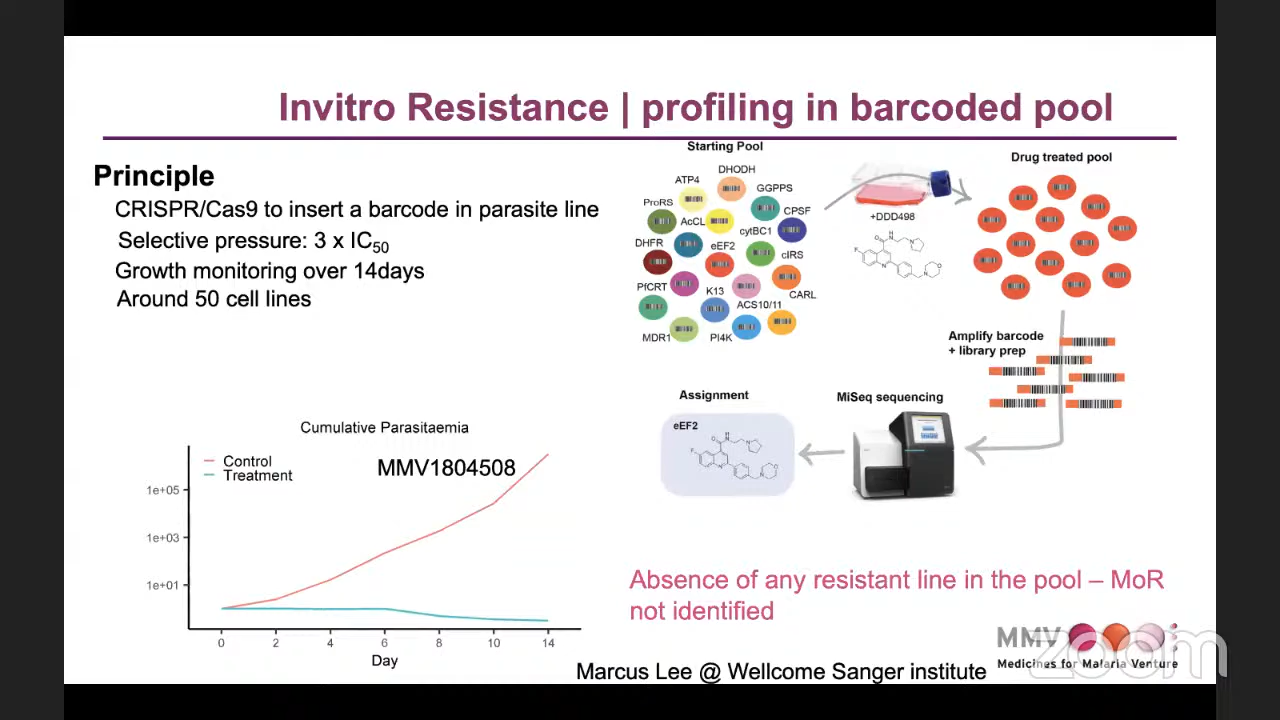 Invitro Resistance | profiling in barcoded pool
Principle
CRISPR/Cas9 to insert a barcode in parasite line
Selective pressure: 3 x IC50
Growth monitoring over 14days
Around 50 cell lines
Starting Pool
DHODH
ATP4
GGPPS
ProRS
AcCL
CPSF
cytBC1
DHFR
eEF2
cIRS
PfCRT
K13
CARL
ACS10/11
MDR1
PI4K
+DDD498
F
O
H
N
N
N
N
O
Drug treated pool
Amplify barcode
+ library prep
MiSeq sequencing
Assignment
eEF2
F
O
H
N
N
N
N
O
Cumulative Parasitaemia
Control
Treatment
MMV1804508
1e+05
1e+03
1e+01
0 2 4 6 8 10 14
Day
Absence of any resistant line in the pool – MoR
not identified
MMV
Medicines for Malaria Venture
zoom
Marcus Lee @ Wellcome Sanger institute